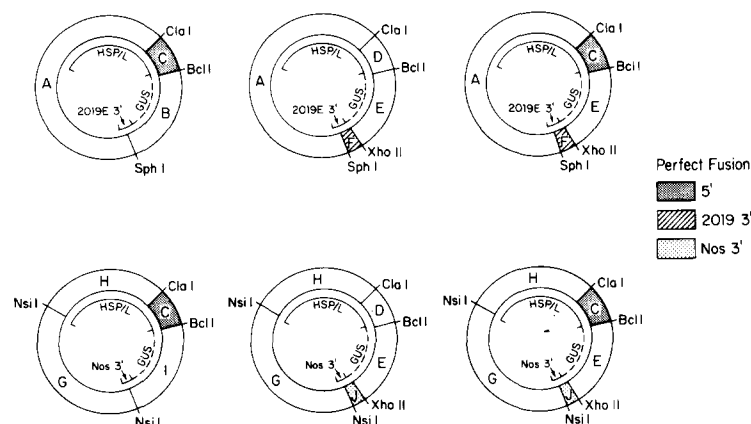 Cla I
Bcl I
Sph I
A
C
B
HSP/L
GUS
2019E 3'
Cla I
Bcl I
Xho II
Sph I
A
D
E
F
HSP/L
GUS
2019E 3'
Cla I
Bcl I
Xho II
Sph I
A
C
E
F
HSP/L
GUS
2019E 3'
Perfect Fusion
5'
2019 3'
Nos 3'
Nsi I
Cla I
Bcl I
Nsi I
H
C
G
I
HSP/L
GUS
Nos 3'
Nsi I
Cla I
Bcl I
Xho II
Nsi I
H
D
G
E
J
HSP/L
GUS
Nos 3'
Nsi I
Cla I
Bcl I
Xho II
Nsi I
H
C
G
E
J
HSP/L
GUS
Nos 3'